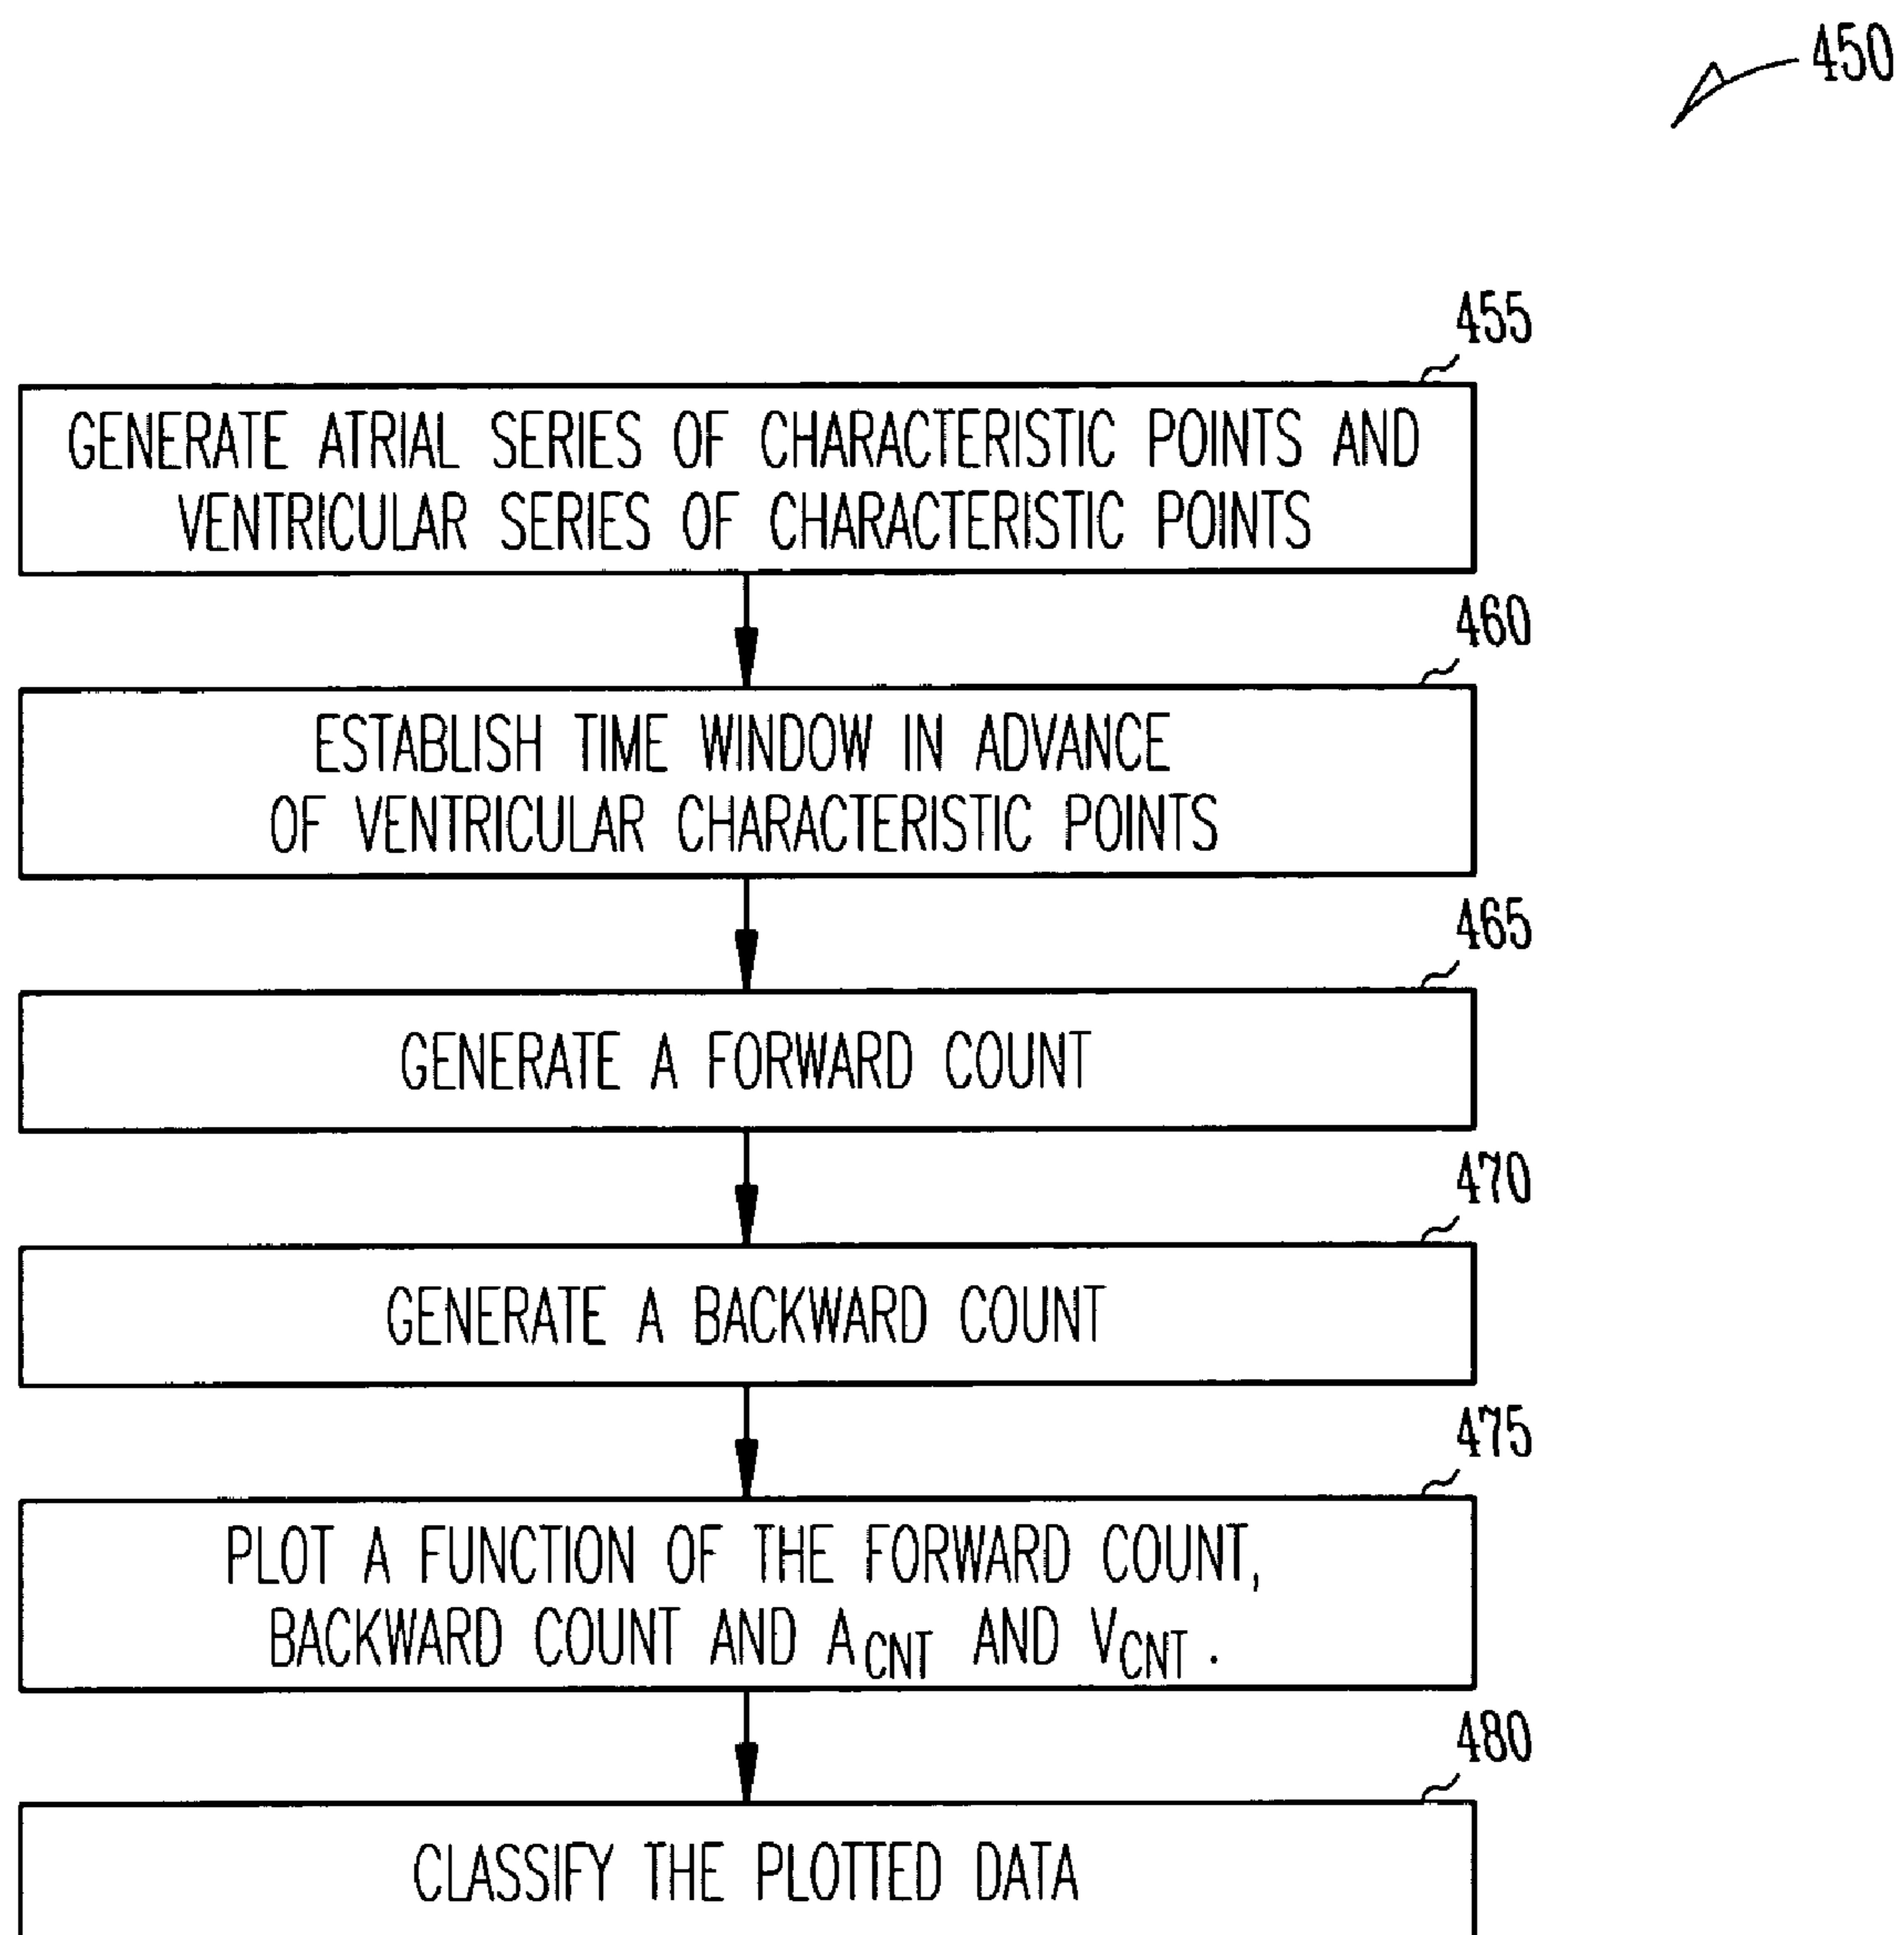 450
455
GENERATE ATRIAL SERIES OF CHARACTERISTIC POINTS AND
VENTRICULAR SERIES OF CHARACTERISTIC POINTS
460
ESTABLISH TIME WINDOW IN ADVANCE
OF VENTRICULAR CHARACTERISTIC POINTS
465
GENERATE A FORWARD COUNT
470
GENERATE A BACKWARD COUNT
475
PLOT A FUNCTION OF THE FORWARD COUNT,
BACKWARD COUNT AND ACNT AND VCNT.
480
CLASSIFY THE PLOTTED DATA